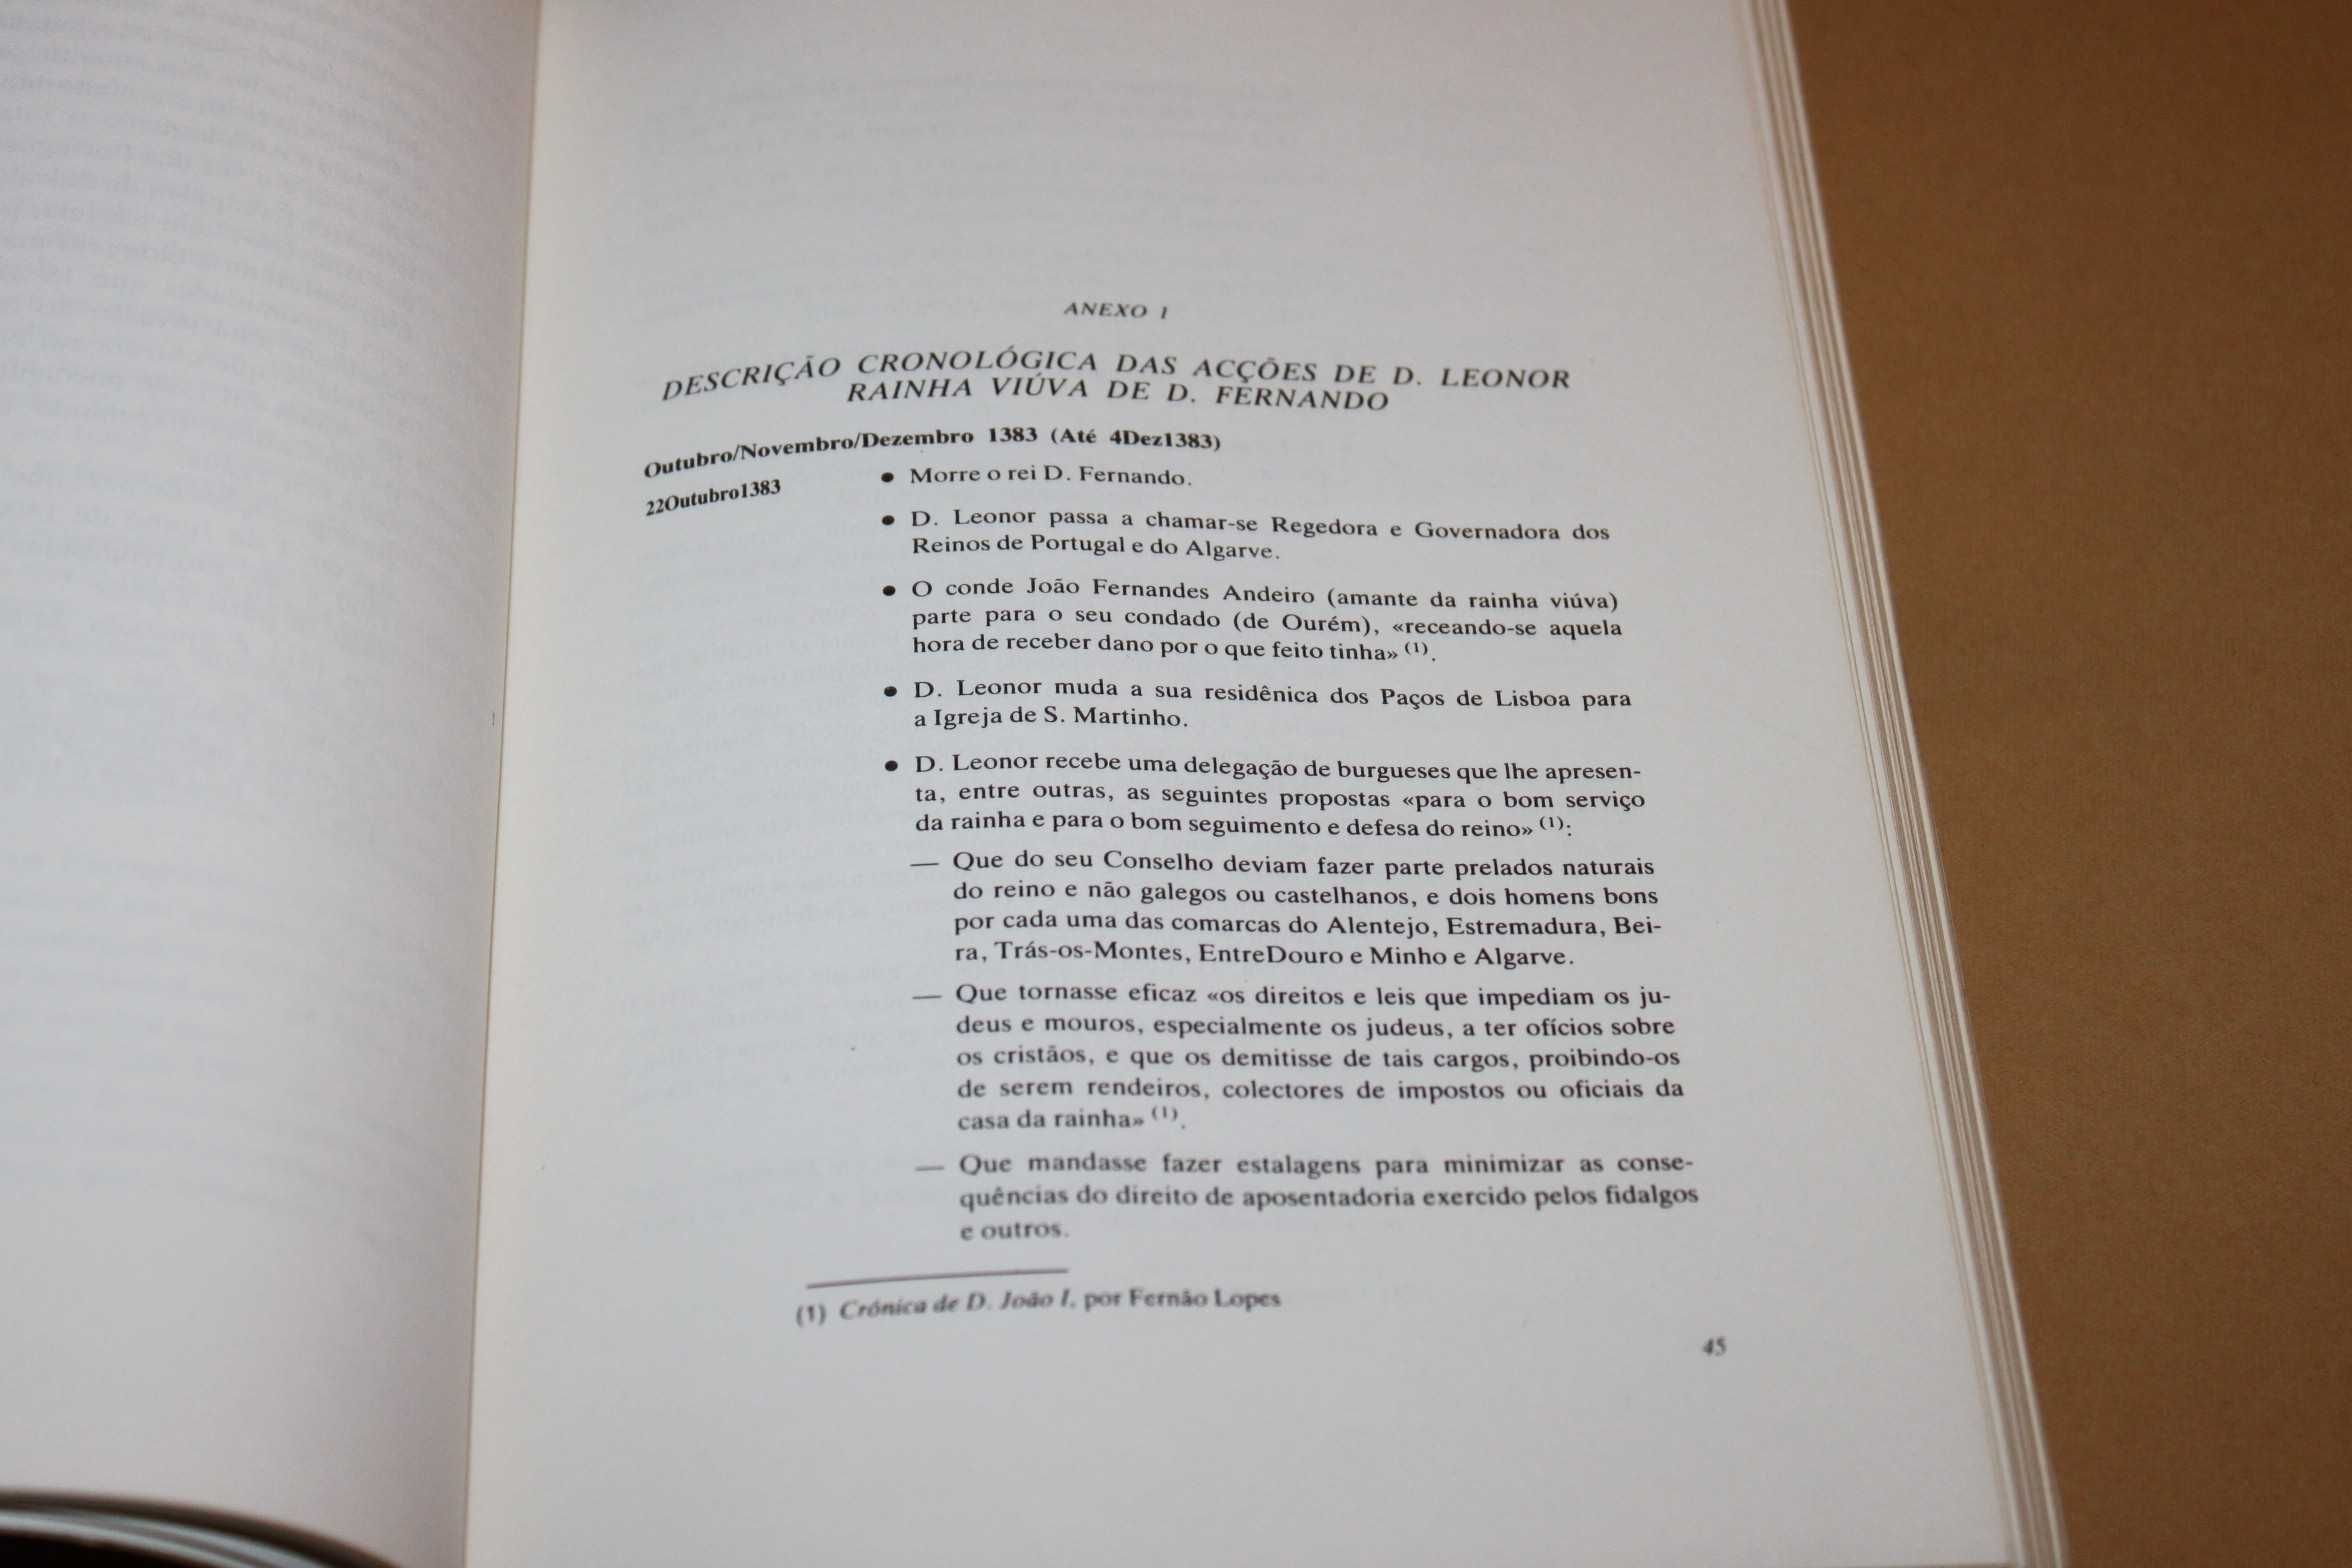 ANEXO 1
DESCRIÇÃO CRONOLÓGICA DAS ACÇÕES DE D. LEONOR
RAINHA VIÚVA DE D. FERNANDO
Outubro/Novembro/Dezembro 1383 (Até 4Dez1383)
22Outubro1383
• Morre o rei D. Fernando.
• D. Leonor passa a chamar-se Regedora e Governadora dos
Reinos de Portugal e do Algarve.
• O conde João Fernandes Andeiro (amante da rainha viúva)
parte para o seu condado (de Ourém), «receando-se aquela
hora de receber dano por o que feito tinha» (1).
• D. Leonor muda a sua residênica dos Paços de Lisboa para
a Igreja de S. Martinho.
• D. Leonor recebe uma delegação de burgueses que lhe apresen-
ta, entre outras, as seguintes propostas «para o bom serviço
da rainha e para o bom seguimento e defesa do reino» (1):
— Que do seu Conselho deviam fazer parte prelados naturais
do reino e não galegos ou castelhanos, e dois homens bons
por cada uma das comarcas do Alentejo, Estremadura, Bei-
ra, Trás-os-Montes, EntreDouro e Minho e Algarve.
— Que tornasse eficaz «os direitos e leis que impediam os ju-
deus e mouros, especialmente os judeus, a ter ofícios sobre
os cristãos, e que os demitisse de tais cargos, proibindo-os
de serem rendeiros, colectores de impostos ou oficiais da
casa da rainha» (1).
— Que mandasse fazer estalagens para minimizar as conse-
quências do direito de aposentadoria exercido pelos fidalgos
e outros.
(1) Crónica de D. João I, por Fernão Lopes
45